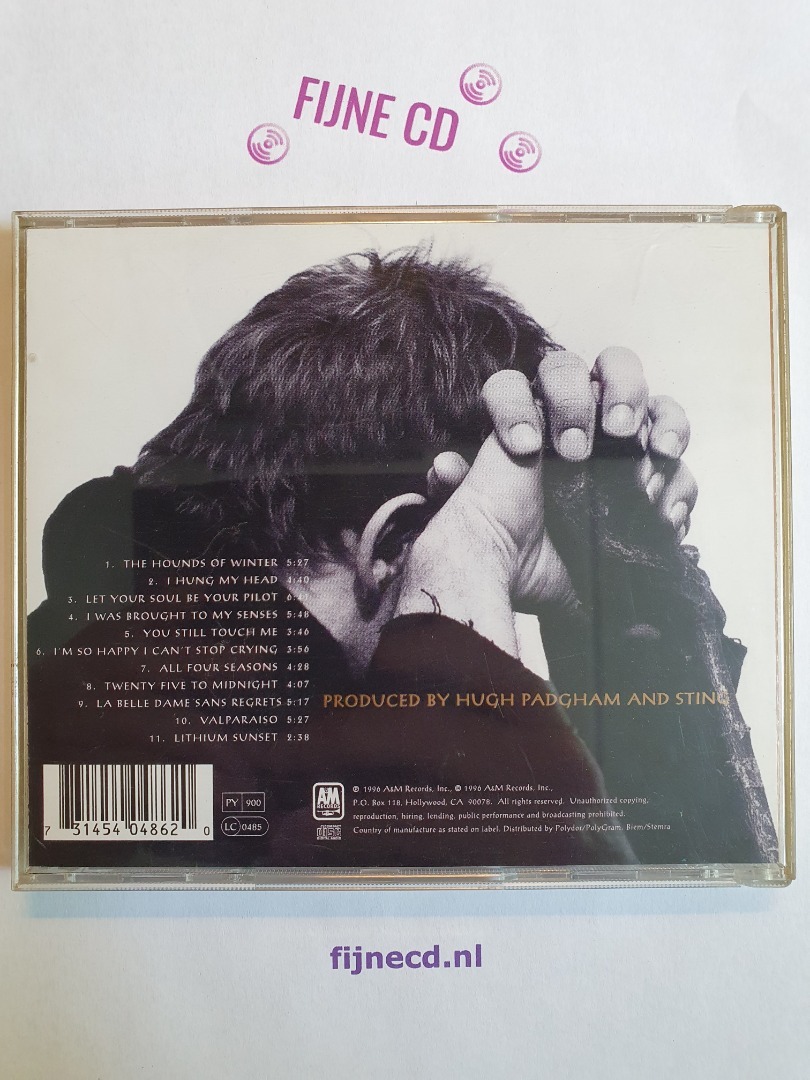 FIJNE CD
1. THE HOUNDS OF WINTER 5:27
2. I HUNG MY HEAD 4:40
3. LET YOUR SOUL BE YOUR PILOT
4. I WAS BROUGHT TO MY SENSES 5:48
5. YOU STILL TOUCH ME 3:46
6. I'M SO HAPPY I CAN'T STOP CRYING 3:56
7. ALL FOUR SEASONS 4:28
8. TWENTY FIVE TO MIDNIGHT 4:07
9. LA BELLE DAME SANS REGRETS 5:17
10. VALPARAISO 5:27
11. LITHIUM SUNSET 2:38
PRODUCED BY HUGH PADGHAM AND STING
7 31454 04862 0
PY 900
LC 0485
A&M RECORDS
COMPACT disc DIGITAL AUDIO
℗ 1996 A&M Records, Inc., © 1996 A&M Records, Inc.,
P.O. Box 118, Hollywood, CA 90078. All rights reserved. Unauthorized copying,
reproduction, hiring, lending, public performance and broadcasting prohibited.
Country of manufacture as stated on label. Distributed by Polydor/PolyGram. Biem/Stemra
fijnecd.nl